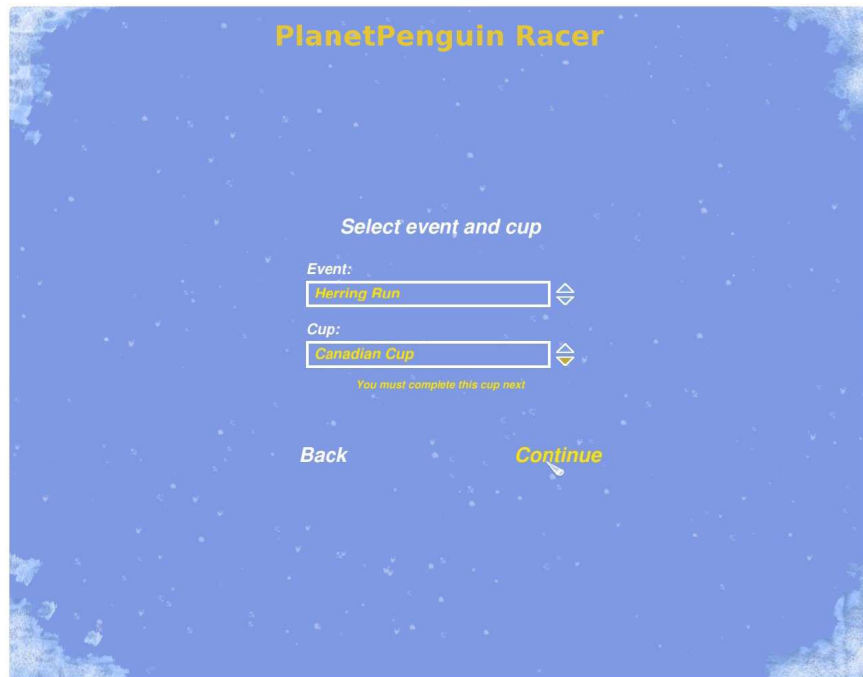 PlanetPenguin Racer
Select event and cup
Event:
Herring Run
Cup:
Canadian Cup
You must complete this cup next
Back
Continue